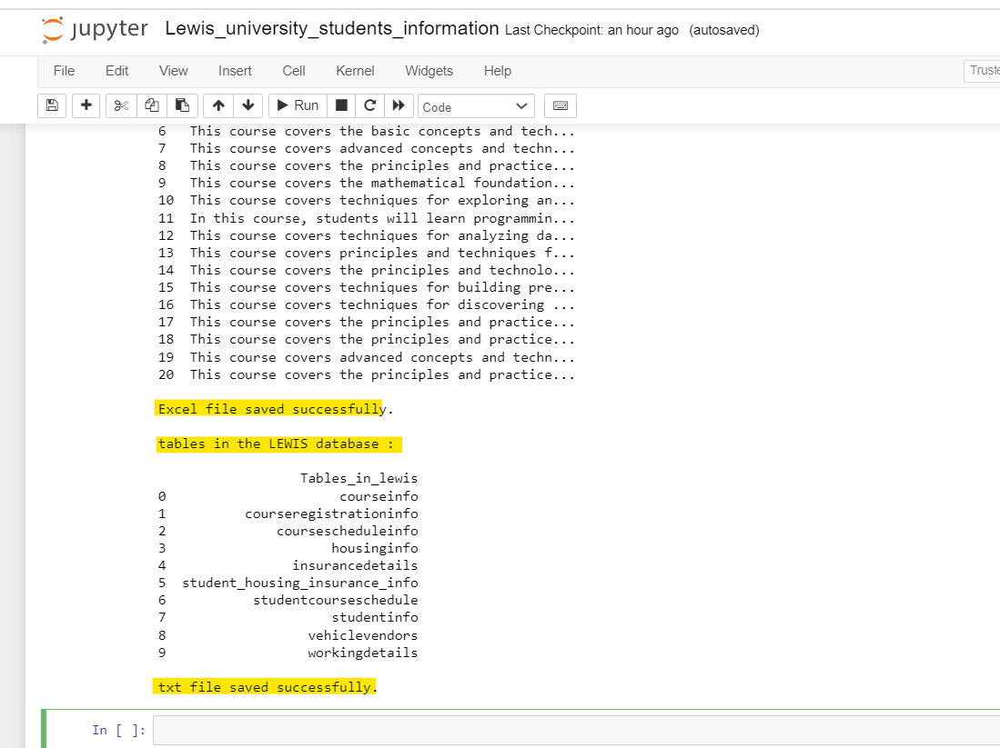 jupyter Lewis_university_students_information Last Checkpoint: an hour ago (autosaved)
File Edit View Insert Cell Kernel Widgets Help
Run Code
6 This course covers the basic concepts and tech...
7 This course covers advanced concepts and techn...
8 This course covers the principles and practice...
9 This course covers the mathematical foundation...
10 This course covers techniques for exploring an...
11 In this course, students will learn programmin...
12 This course covers techniques for analyzing da...
13 This course covers principles and techniques f...
14 This course covers the principles and technolo...
15 This course covers techniques for building pre...
16 This course covers techniques for discovering ...
17 This course covers the principles and practice...
18 This course covers the principles and practice...
19 This course covers advanced concepts and techn...
20 This course covers the principles and practice...
Excel file saved successfully.
tables in the LEWIS database :
Tables_in_lewis
0 courseinfo
1 courseregistrationinfo
2 coursescheduleinfo
3 housinginfo
4 insurancedetails
5 student_housing_insurance_info
6 studentcourseschedule
7 studentinfo
8 vehiclevendors
9 workingdetails
txt file saved successfully.
In [ ]: